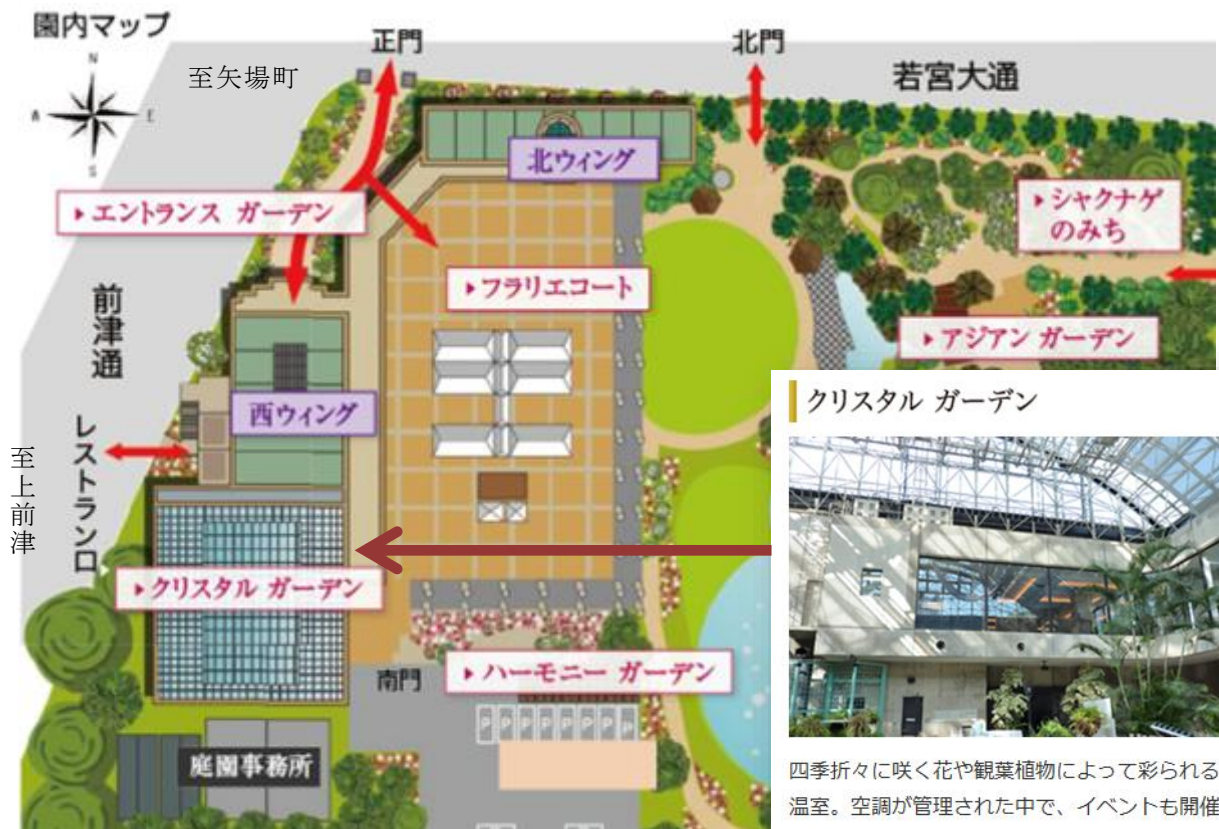 園内マップ
N
E
S
至矢場町
正門
北門
若宮大通
北ウィング
エントランス ガーデン
シャクナゲ
のみち
フラリエコート
アジアン ガーデン
前津通
西ウィング
レストラン口
至上前津
クリスタル ガーデン
ハーモニー ガーデン
南門
P P P P P P P P
庭園事務所
クリスタル ガーデン
四季折々に咲く花や観葉植物によって彩られる
温室。空調が管理された中で、イベントも開催